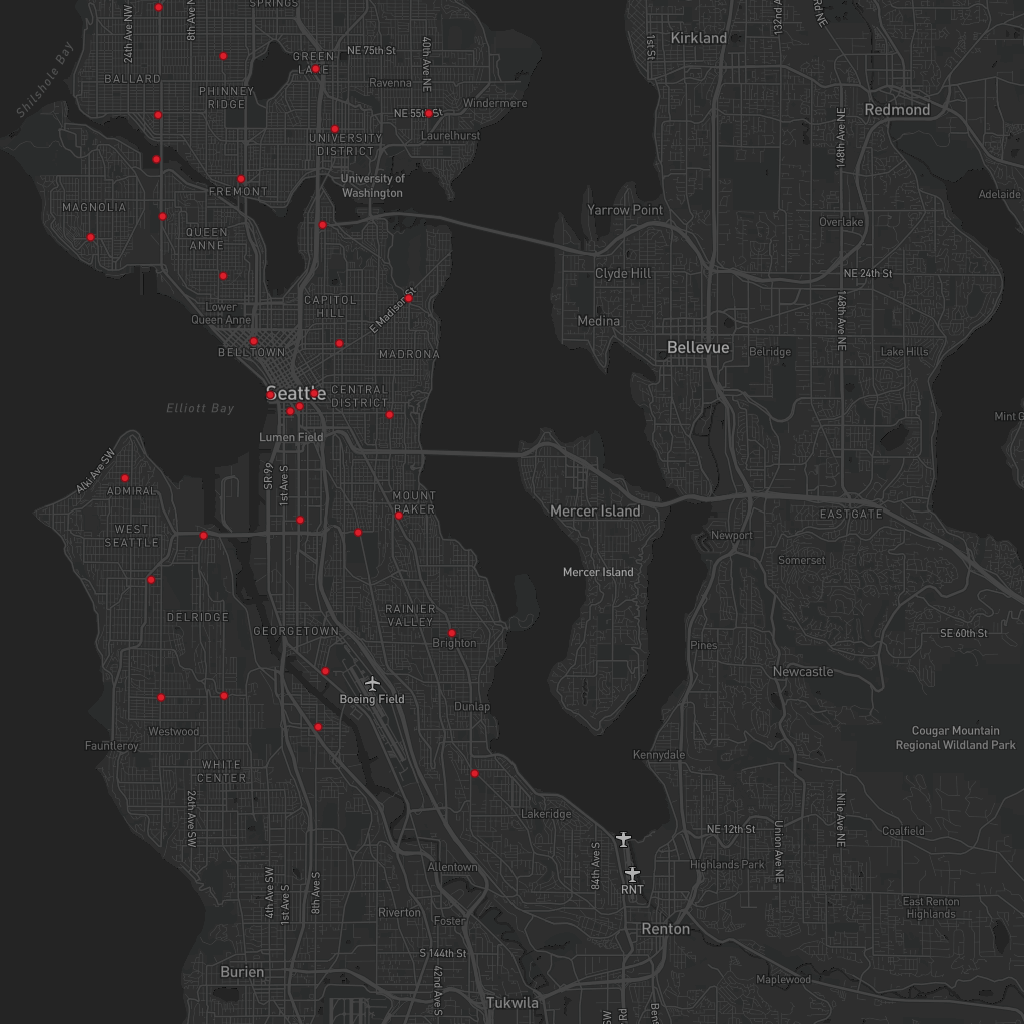 SPRINGS
24th Ave NW
8th Ave N
132nd A
Rd NE
Kirkland
1st St
NE 75th St
40th Ave NE
GREEN
LAKE
Shilshole Bay
BALLARD
Ravenna
PHINNEY
RIDGE
Windermere
NE 55th St
Redmond
148th Ave NE
UNIVERSITY
DISTRICT
Laurelhurst
University of
Washington
FREMONT
Adelaide
MAGNOLIA
Yarrow Point
Overlake
QUEEN
ANNE
Clyde Hill
NE 24th St
CAPITOL
HILL
E Madison St
Lower
Queen Anne
Medina
148th Ave NE
BELLTOWN
MADRONA
Bellevue
Belridge
Lake Hills
Seattle
CENTRAL
DISTRICT
Elliott Bay
Mint G
Lumen Field
Alki Ave SW
SR 99
1st Ave S
ADMIRAL
MOUNT
BAKER
Mercer Island
EASTGATE
WEST
SEATTLE
Newport
Somerset
Mercer Island
DELRIDGE
RAINIER
VALLEY
GEORGETOWN
Brighton
SE 60th St
Pines
Newcastle
Boeing Field
Dunlap
Westwood
Fauntleroy
Cougar Mountain
Regional Wildland Park
Kennydale
WHITE
CENTER
26th Ave SW
Lakeridge
NE 12th St
Union Ave NE
Nile Ave NE
Coalfield
84th Ave S
Allentown
Highlands Park
RNT
4th Ave SW
1st Ave S
8th Ave S
Riverton
Foster
East Renton
Highlands
Renton
S 144th St
Burien
42nd Ave S
Maplewood
Tukwila
SW
Rd
Bens